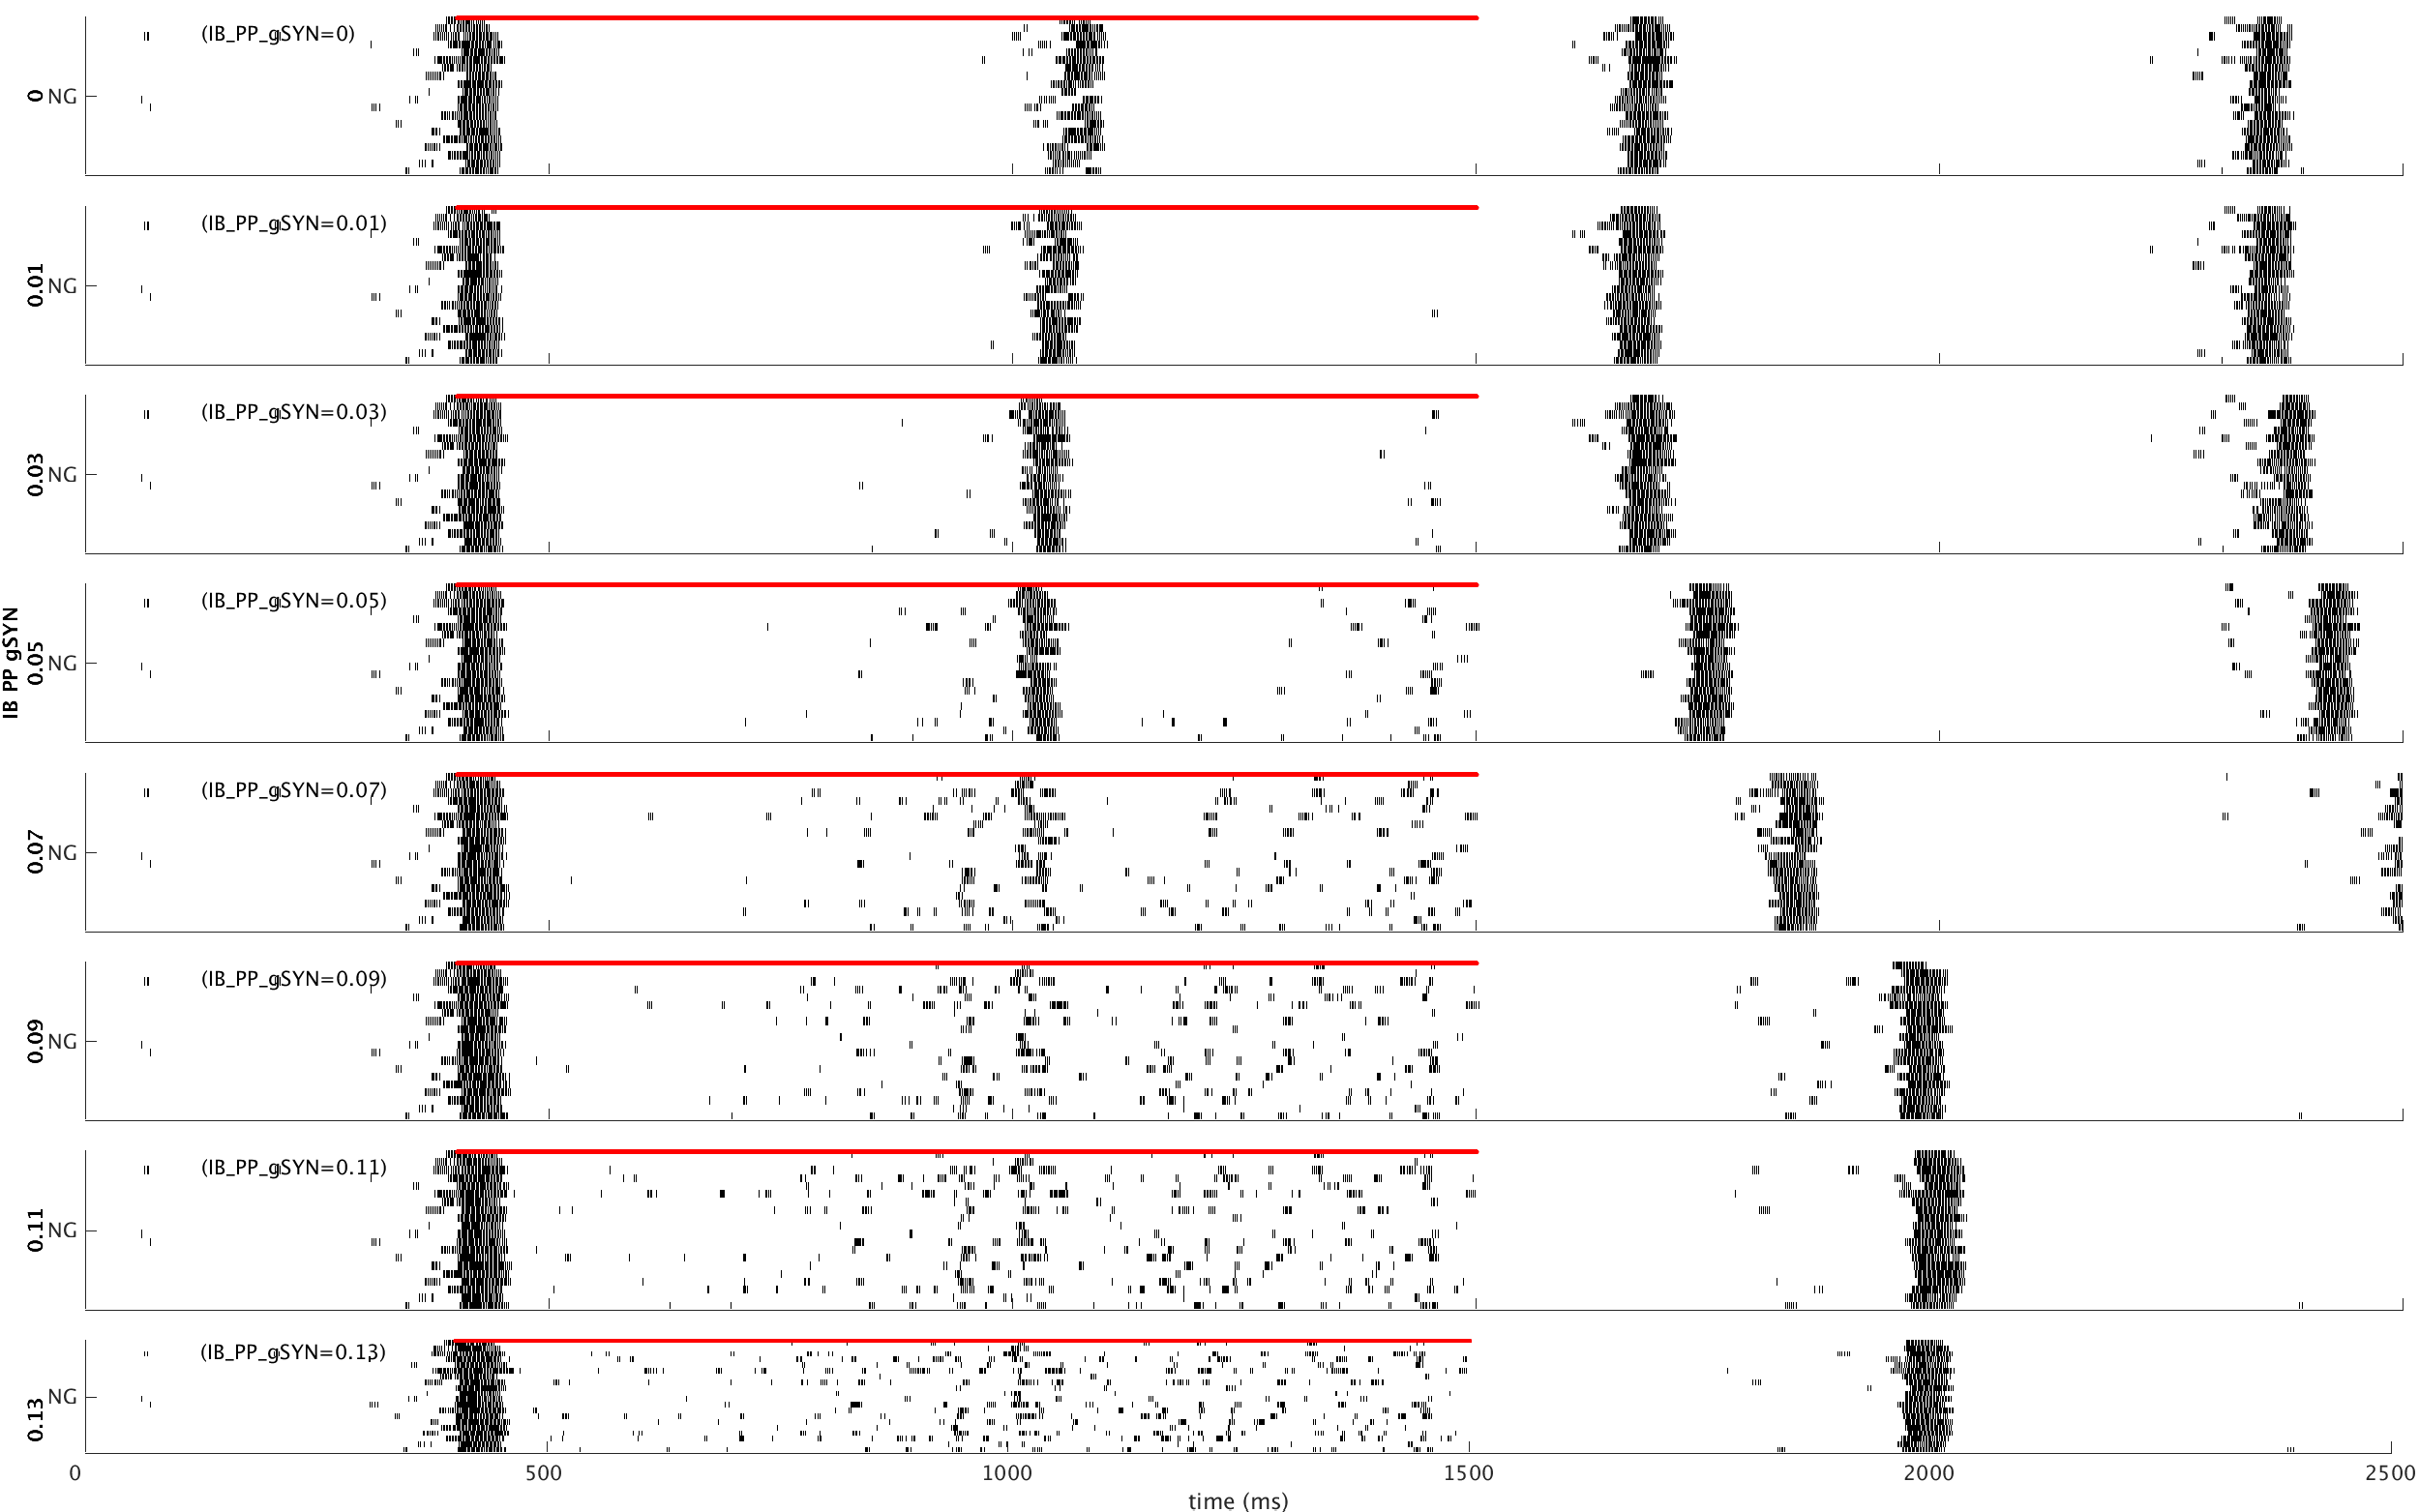 IB PP gSYN
(IB_PP_gSYN=0)
0 NG
(IB_PP_gSYN=0.01)
0.01 NG
(IB_PP_gSYN=0.03)
0.03 NG
(IB_PP_gSYN=0.05)
0.05 NG
(IB_PP_gSYN=0.07)
0.07 NG
(IB_PP_gSYN=0.09)
0.09 NG
(IB_PP_gSYN=0.11)
0.11 NG
(IB_PP_gSYN=0.13)
0.13 NG
0 500 1000 1500 2000 2500
time (ms)